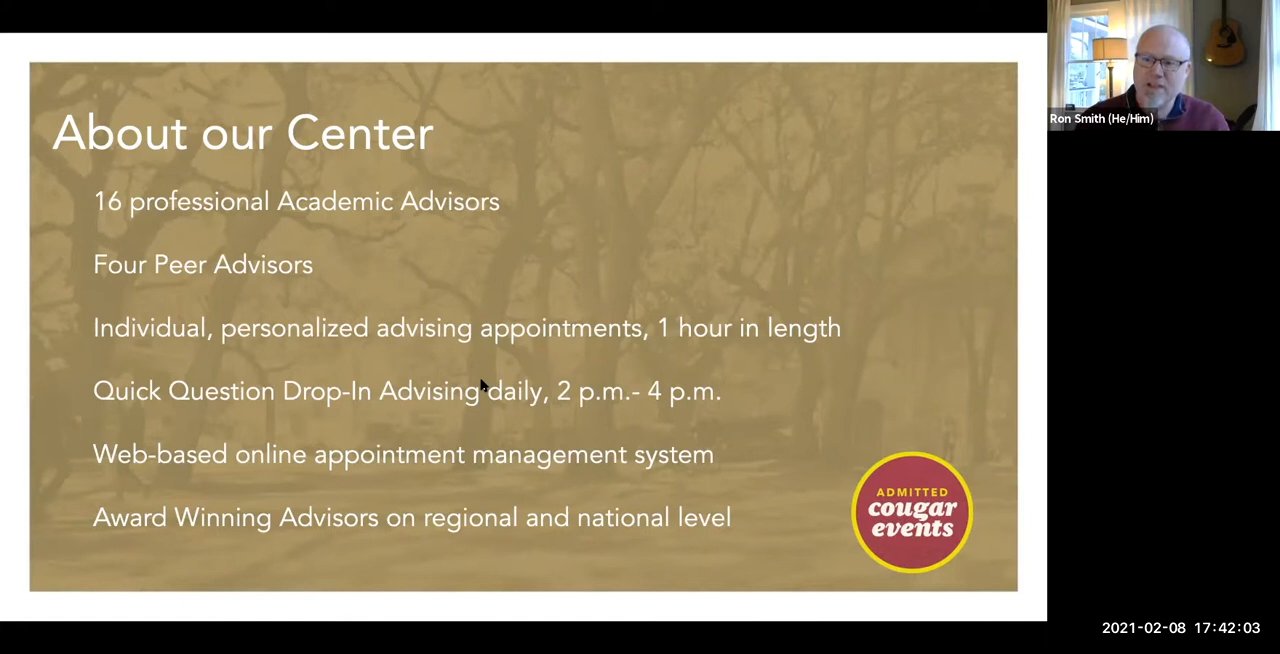 About our Center
16 professional Academic Advisors
Four Peer Advisors
Individual, personalized advising appointments, 1 hour in length
Quick Question Drop-In Advising daily, 2 p.m.- 4 p.m.
Web-based online appointment management system
Award Winning Advisors on regional and national level
ADMITTED
cougar
events
Ron Smith (He/Him)
2021-02-08 17:42:03